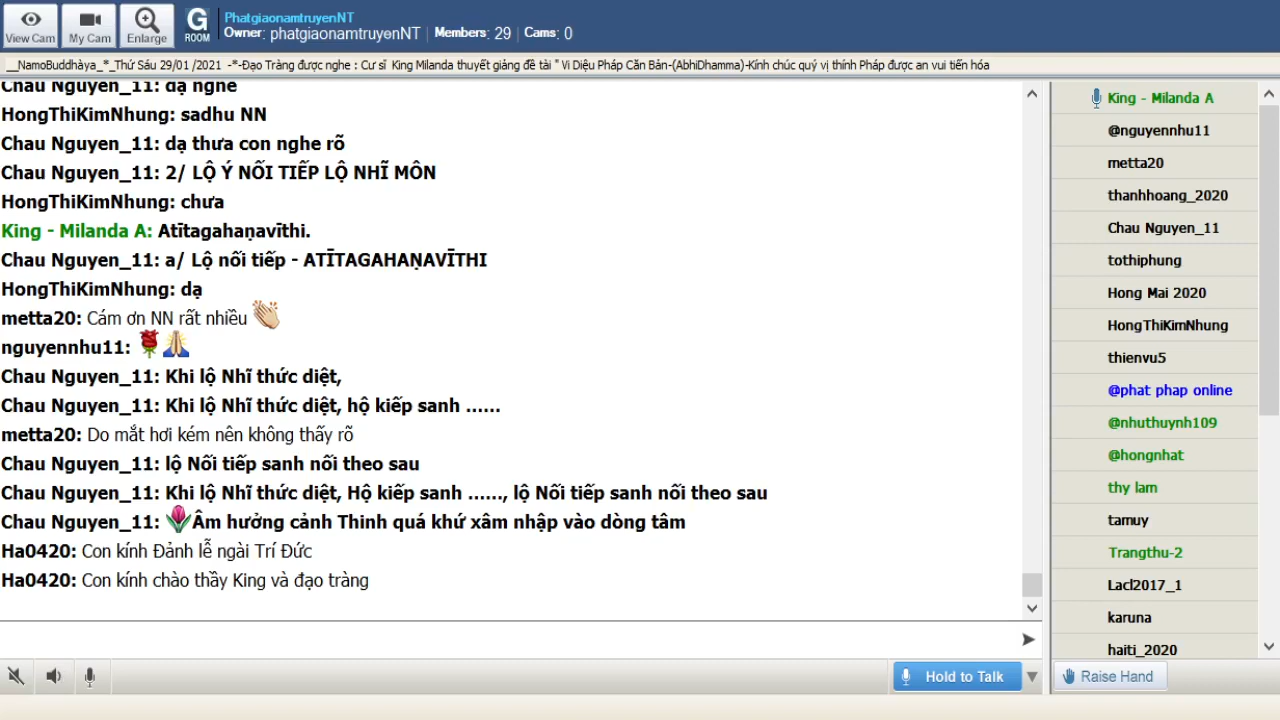 View Cam
My Cam
Enlarge
G
ROOM
PhatgiaonamtruyenNT
Owner: phatgiaonamtruyenNT | Members: 29 | Cams: 0
__NamoBuddhàya_*_Thứ Sáu 29/01 /2021 -*-Đạo Tràng được nghe : Cư sĩ King Milanda thuyết giảng đề tài " Vi Diệu Pháp Căn Bản-(AbhiDhamma)-Kính chúc quý vị thính Pháp được an vui tiến hóa
Chau Nguyen_11: dạ nghe
HongThiKimNhung: sadhu NN
Chau Nguyen_11: dạ thưa con nghe rõ
Chau Nguyen_11: 2/ LỘ Ý NỐI TIẾP LỘ NHĨ MÔN
HongThiKimNhung: chưa
King - Milanda A: Atītagahaṇavīthi.
Chau Nguyen_11: a/ Lộ nối tiếp - ATĪTAGAHAṆAVĪTHI
HongThiKimNhung: dạ
metta20: Cám ơn NN rất nhiều
nguyennhu11:
Chau Nguyen_11: Khi lộ Nhĩ thức diệt,
Chau Nguyen_11: Khi lộ Nhĩ thức diệt, hộ kiếp sanh ......
metta20: Do mắt hơi kém nên không thấy rõ
Chau Nguyen_11: lộ Nối tiếp sanh nối theo sau
Chau Nguyen_11: Khi lộ Nhĩ thức diệt, Hộ kiếp sanh ......, lộ Nối tiếp sanh nối theo sau
Chau Nguyen_11: Âm hưởng cảnh Thinh quá khứ xâm nhập vào dòng tâm
Ha0420: Con kính Đảnh lễ ngài Trí Đức
Ha0420: Con kính chào thầy King và đạo tràng
King - Milanda A
@nguyennhu11
metta20
thanhhoang_2020
Chau Nguyen_11
tothiphung
Hong Mai 2020
HongThiKimNhung
thienvu5
@phat phap online
@nhuthuynh109
@hongnhat
thy lam
tamuy
Trangthu-2
Lacl2017_1
karuna
haiti_2020
Hold to Talk
Raise Hand